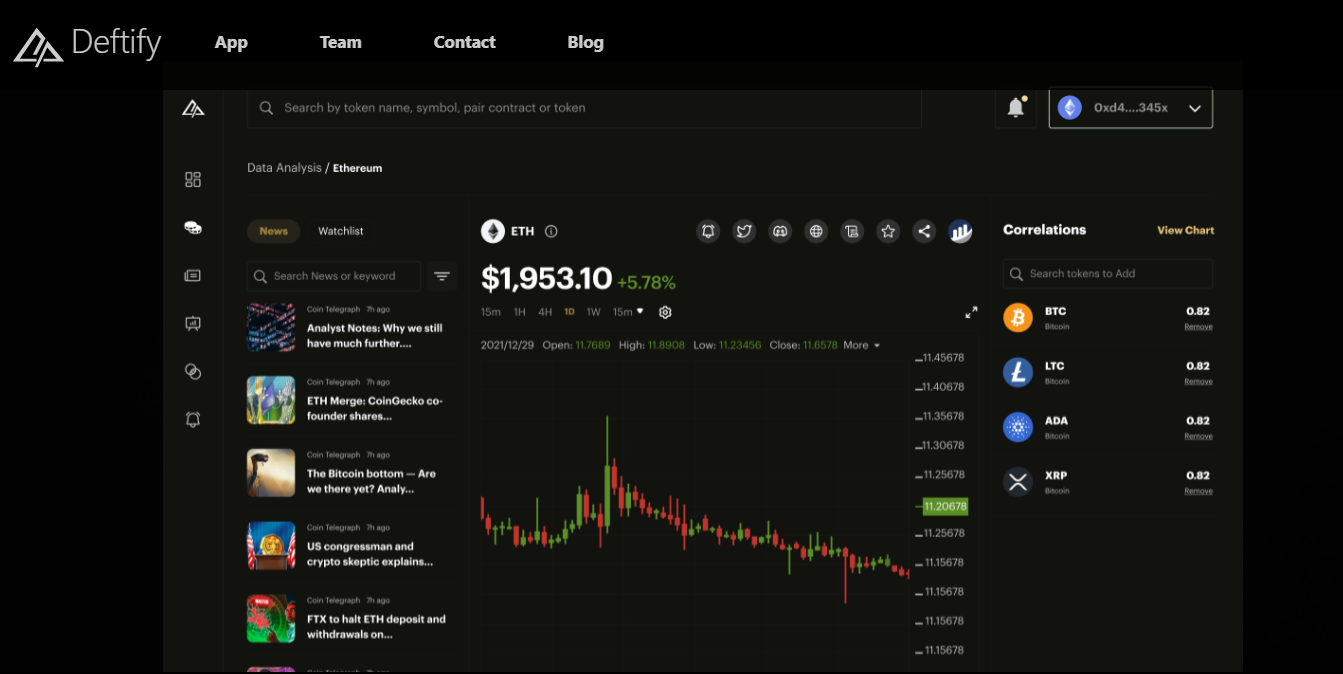 Deftify
App
Team
Contact
Blog
Search by token name, symbol, pair contract or token
0xd4....345x
Data Analysis / Ethereum
News
Watchlist
Search News or keyword
Coin Telegraph 7h ago
Analyst Notes: Why we still
have much further....
Coin Telegraph 7h ago
ETH Merge: CoinGecko co-
founder shares...
Coin Telegraph 7h ago
The Bitcoin bottom — Are
we there yet? Analy...
Coin Telegraph 7h ago
US congressman and
crypto skeptic explains...
Coin Telegraph 7h ago
FTX to halt ETH deposit and
withdrawals on...
ETH
$1,953.10 +5.78%
15m 1H 4H 1D 1W 15m
2021/12/29 Open: 11.7689 High: 11.8908 Low: 11.23456 Close: 11.6578 More
11.45678
11.40678
11.35678
11.30678
11.25678
11.20678
11.25678
11.15678
11.15678
11.15678
11.15678
Correlations
View Chart
Search tokens to Add
BTC 0.82
Bitcoin Remove
LTC 0.82
Bitcoin Remove
ADA 0.82
Bitcoin Remove
XRP 0.82
Bitcoin Remove